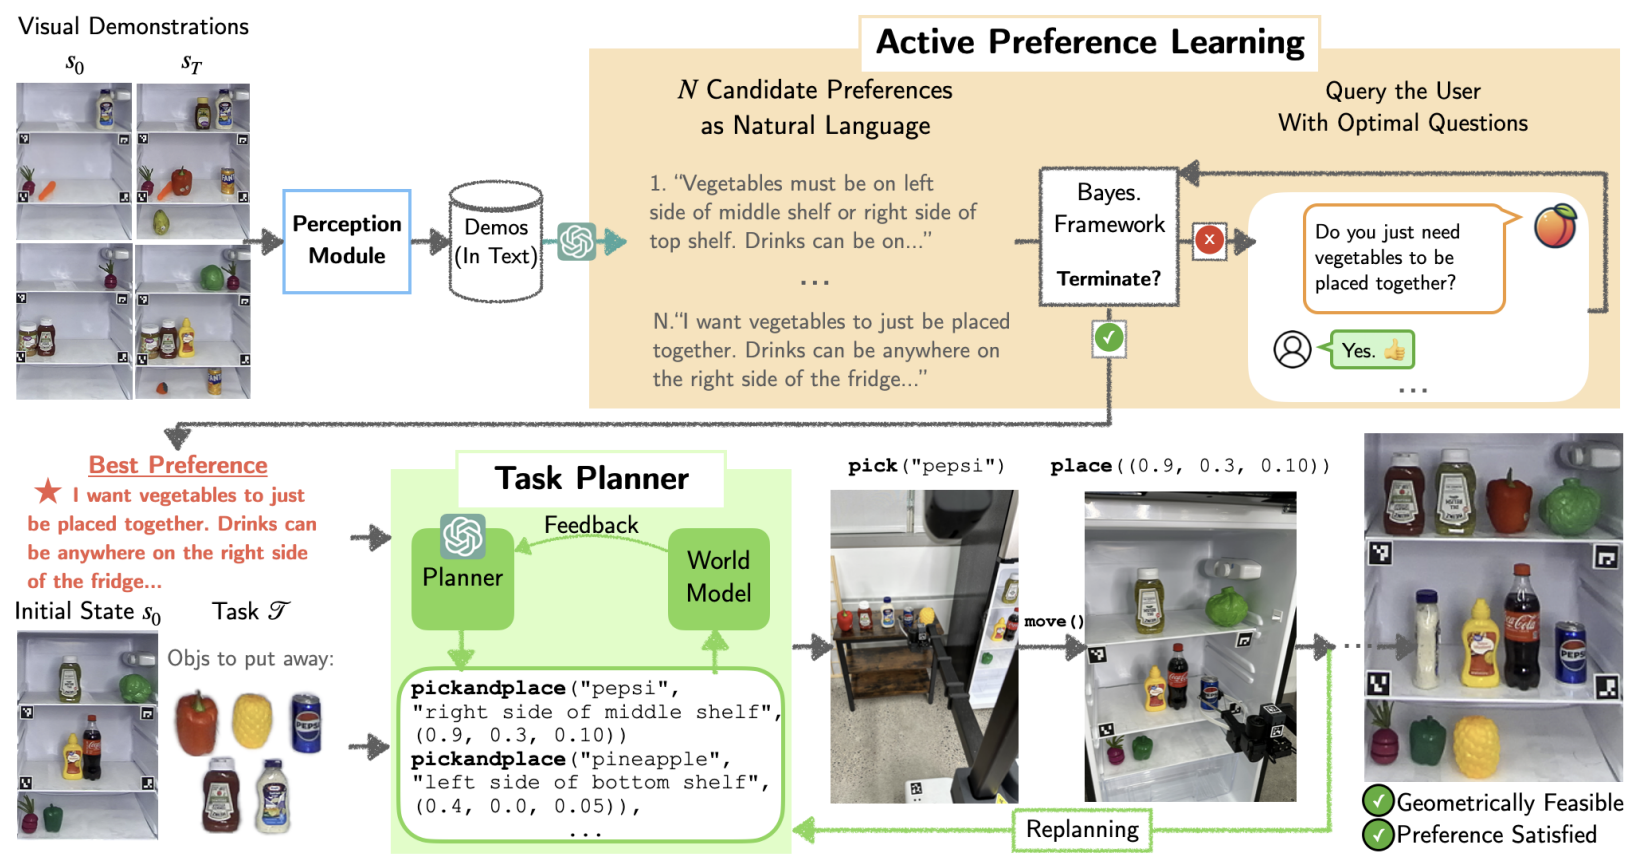 Visual Demonstrations
s0 sT
Active Preference Learning
N Candidate Preferences
as Natural Language
Query the User
With Optimal Questions
Perception
Module
Demos
(In Text)
1. “Vegetables must be on left
side of middle shelf or right side of
top shelf. Drinks can be on...”
...
N.“I want vegetables to just be placed
together. Drinks can be anywhere on
the right side of the fridge...”
Bayes.
Framework
Terminate?
x
✓
Do you just need
vegetables to be
placed together?
Yes. 👍
...
Best Preference
★ I want vegetables to just
be placed together. Drinks can
be anywhere on the right side
of the fridge...
Initial State s0
Task 𝒯
Objs to put away:
PEPSI
Task Planner
Planner
Feedback
World
Model
pickandplace("pepsi",
"right side of middle shelf",
(0.9, 0.3, 0.10))
pickandplace("pineapple",
"left side of bottom shelf",
(0.4, 0.0, 0.05)),
...
pick("pepsi")
move()
place((0.9, 0.3, 0.10))
Replanning
Coca-Cola
PEPSI
✓ Geometrically Feasible
✓ Preference Satisfied